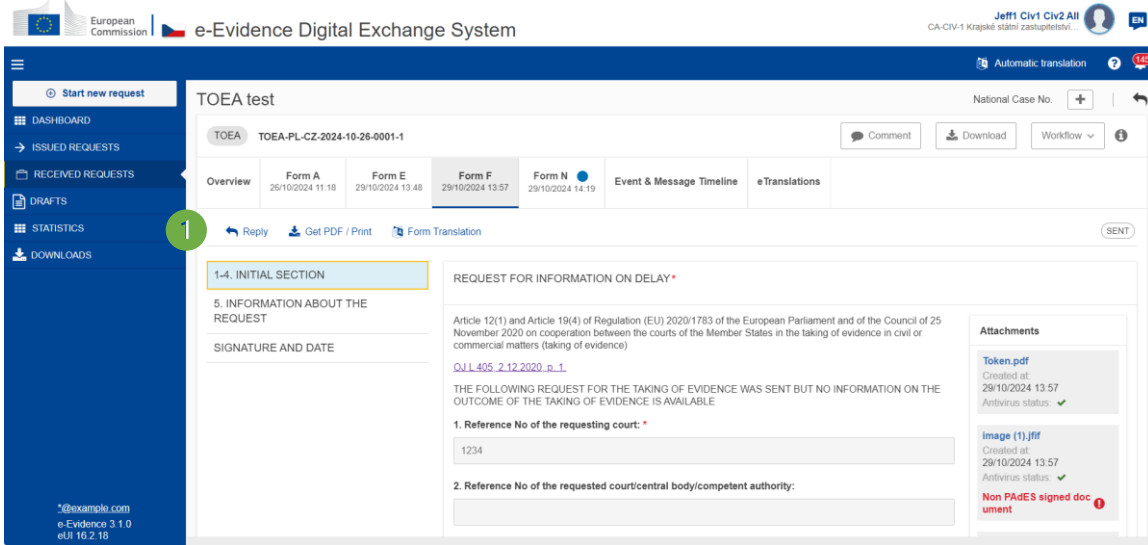 European
Commission
e-Evidence Digital Exchange System
Jeff1 Civ1 Civ2 All
CA-CIV-1 Krajské státní zastupitelství...
EN
Automatic translation
?
145
Start new request
DASHBOARD
ISSUED REQUESTS
RECEIVED REQUESTS
DRAFTS
STATISTICS
DOWNLOADS
*@example.com
e-Evidence 3.1.0
eUI 16.2.18
TOEA test
National Case No.
+
TOEA TOEA-PL-CZ-2024-10-26-0001-1
Comment
Download
Workflow
Overview
Form A
26/10/2024 11:18
Form E
29/10/2024 13:48
Form F
29/10/2024 13:57
Form N
29/10/2024 14:19
Event & Message Timeline
eTranslations
1
Reply
Get PDF / Print
Form Translation
SENT
1-4. INITIAL SECTION
5. INFORMATION ABOUT THE
REQUEST
SIGNATURE AND DATE
REQUEST FOR INFORMATION ON DELAY*
Article 12(1) and Article 19(4) of Regulation (EU) 2020/1783 of the European Parliament and of the Council of 25
November 2020 on cooperation between the courts of the Member States in the taking of evidence in civil or
commercial matters (taking of evidence)
OJ L 405, 2.12.2020, p. 1.
THE FOLLOWING REQUEST FOR THE TAKING OF EVIDENCE WAS SENT BUT NO INFORMATION ON THE
OUTCOME OF THE TAKING OF EVIDENCE IS AVAILABLE
1. Reference No of the requesting court: *
1234
2. Reference No of the requested court/central body/competent authority:
Attachments
Token.pdf
Created at:
29/10/2024 13:57
Antivirus status:
image (1).jfif
Created at:
29/10/2024 13:57
Antivirus status:
Non PAdES signed doc
ument